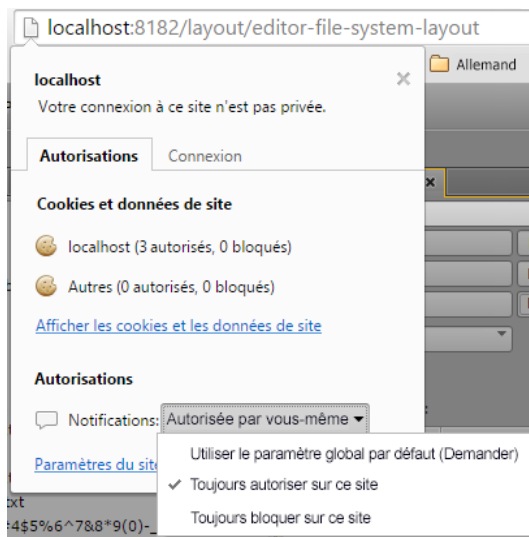 localhost:8182/layout/editor-file-system-layout
Allemand
localhost
Votre connexion à ce site n'est pas privée.
Autorisations
Connexion
Cookies et données de site
localhost (3 autorisés, 0 bloqués)
Autres (0 autorisés, 0 bloqués)
Afficher les cookies et les données de site
Autorisations
Notifications: Autorisée par vous-même
Utiliser le paramètre global par défaut (Demander)
Paramètres du site
Toujours autoriser sur ce site
Toujours bloquer sur ce site
txt
#4$5%6^7&8*9(0)-_